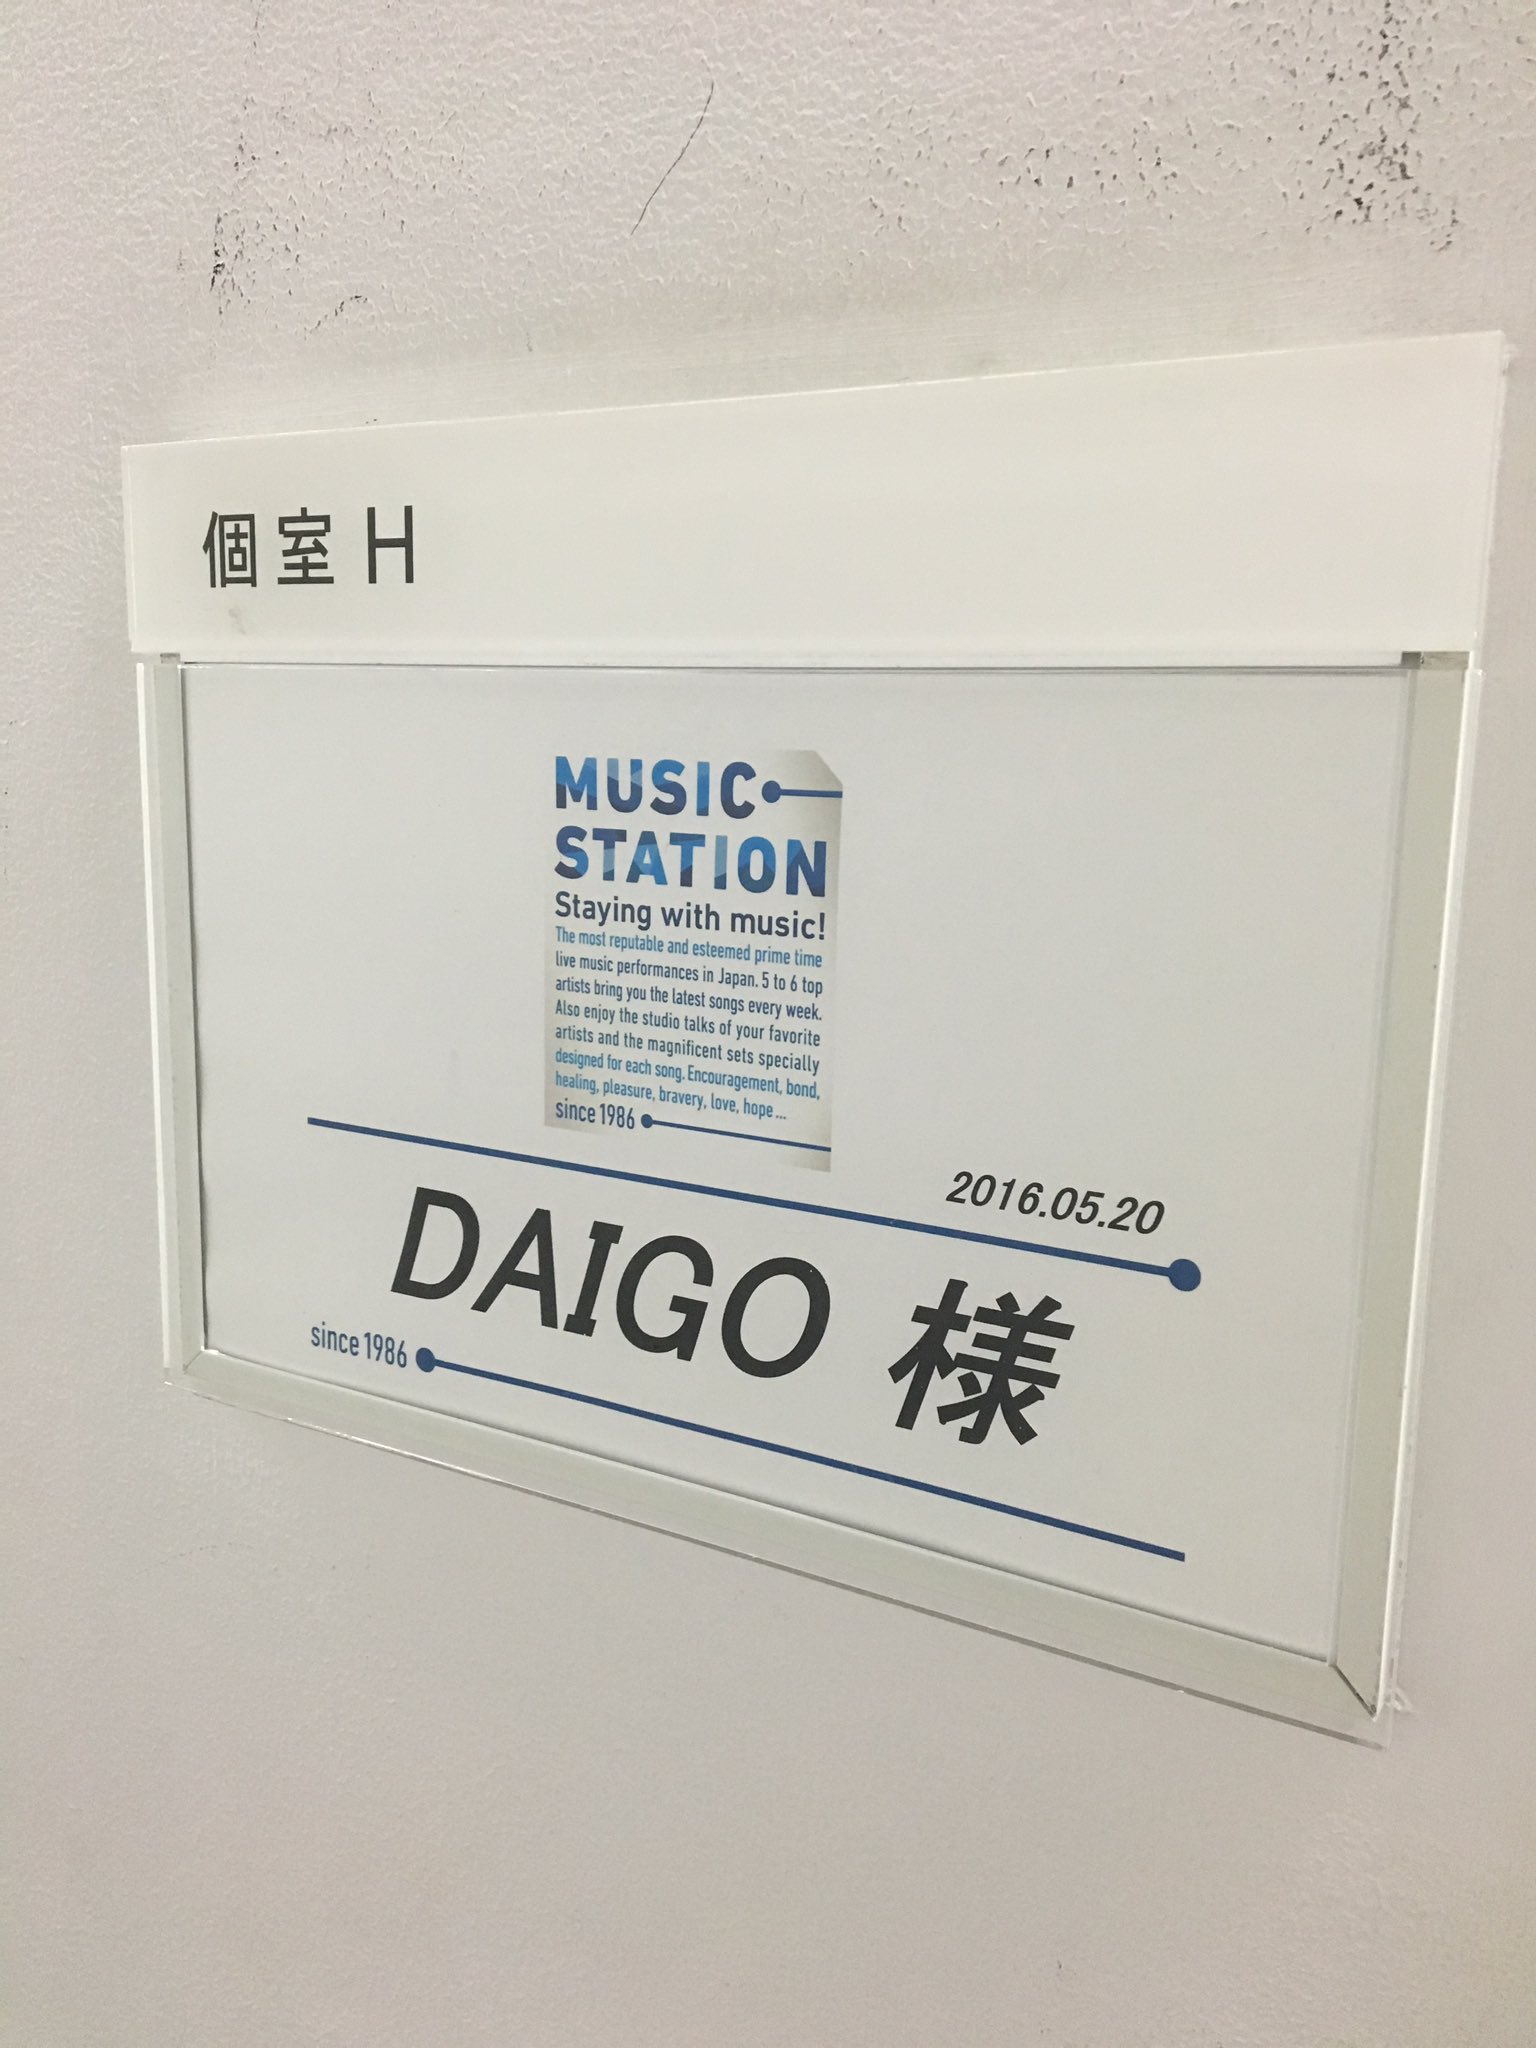 個室 H
MUSIC
STATION
Staying with music!
The most reputable and esteemed prime time
live music performances in Japan. 5 to 6 top
artists bring you the latest songs every week.
Also enjoy the studio talks of your favorite
artists and the magnificent sets specially
designed for each song. Encouragement, bond,
healing, pleasure, bravery, love, hope...
since 1986
2016.05.20
DAIGO 様
since 1986